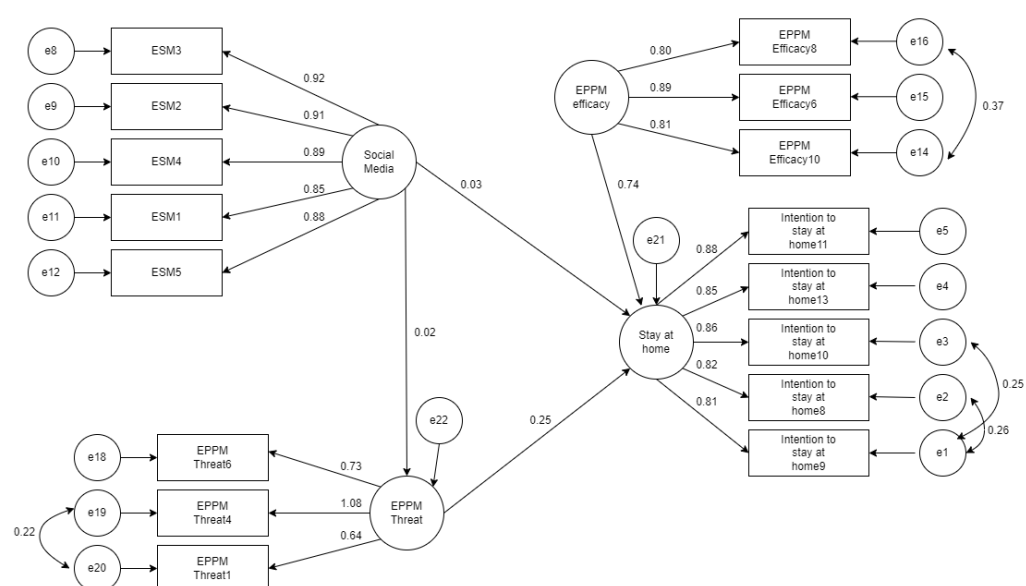 e8
ESM3
e9
ESM2
e10
ESM4
e11
ESM1
e12
ESM5
0.92
0.91
0.89
0.85
0.88
Social
Media
0.03
0.02
EPPM
efficacy
0.80
0.89
0.81
EPPM
Efficacy8
EPPM
Efficacy6
EPPM
Efficacy10
e16
e15
e14
0.37
0.74
e21
Stay at
home
0.88
0.85
0.86
0.82
0.81
Intention to
stay at
home11
Intention to
stay at
home13
Intention to
stay at
home10
Intention to
stay at
home8
Intention to
stay at
home9
e5
e4
e3
e2
e1
0.25
0.26
e22
0.25
e18
EPPM
Threat6
e19
EPPM
Threat4
e20
EPPM
Threat1
0.22
0.73
1.08
0.64
EPPM
Threat